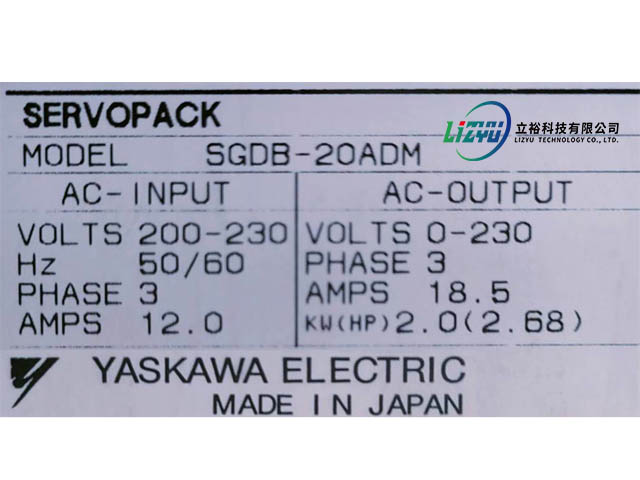 SERVOPACK
LiZYU 立裕科技有限公司
LIZYU TECHNOLOGY CO., LTD.
MODEL SGDB-20ADM
AC-INPUT
VOLTS 200-230
Hz 50/60
PHASE 3
AMPS 12.0
AC-OUTPUT
VOLTS 0-230
PHASE 3
AMPS 18.5
KW(HP) 2.0(2.68)
YASKAWA ELECTRIC
MADE IN JAPAN